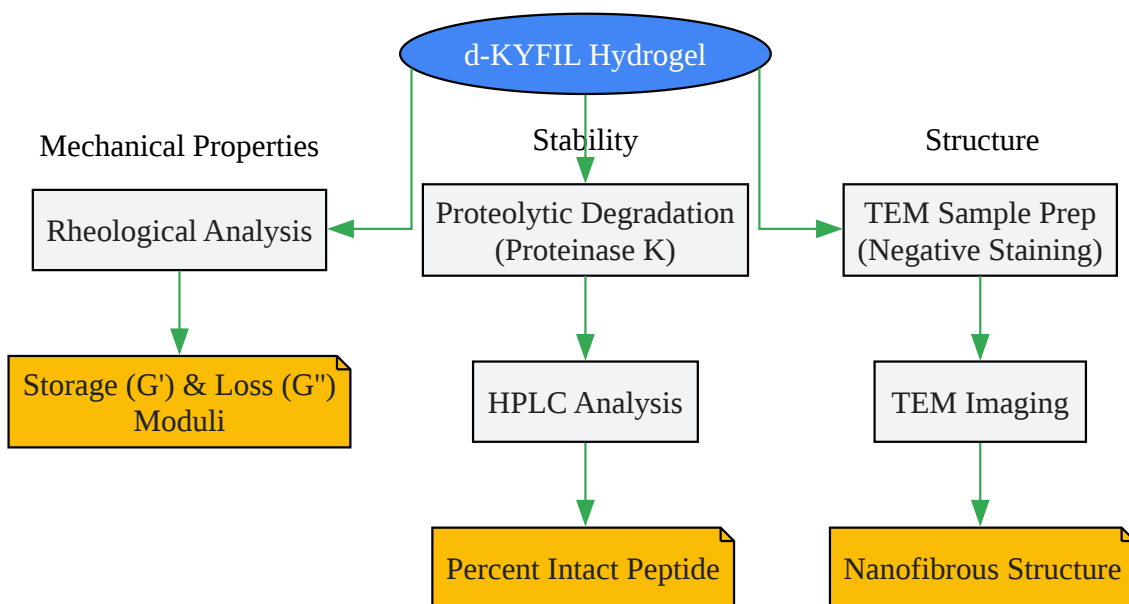 d-KYFIL Hydrogel
Mechanical Properties
Stability
Structure
Rheological Analysis
Proteolytic Degradation
(Proteinase K)
TEM Sample Prep
(Negative Staining)
Storage (G') & Loss (G'')
Moduli
HPLC Analysis
TEM Imaging
Percent Intact Peptide
Nanofibrous Structure